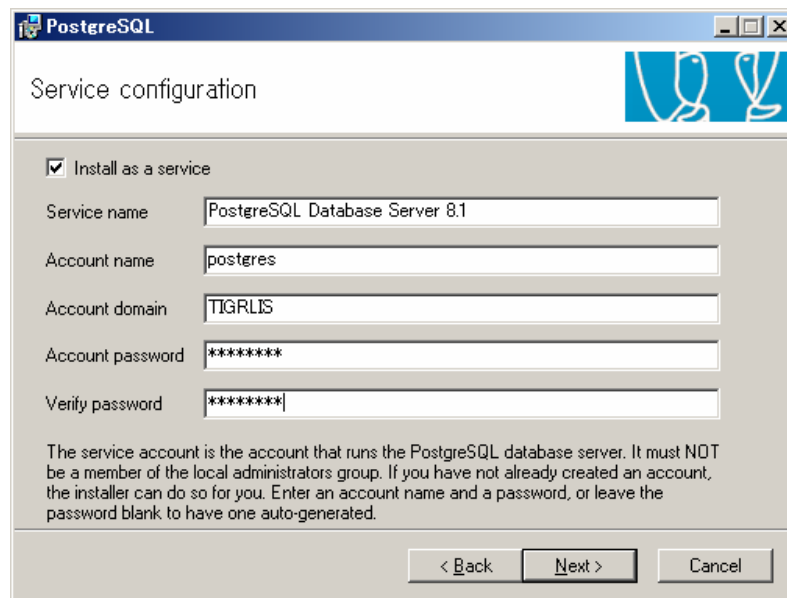 PostgreSQL
Service configuration
Install as a service
Service name PostgreSQL Database Server 8.1
Account name postgres
Account domain TIGRLIS
Account password ********
Verify password ********
The service account is the account that runs the PostgreSQL database server. It must NOT
be a member of the local administrators group. If you have not already created an account,
the installer can do so for you. Enter an account name and a password, or leave the
password blank to have one auto-generated.
< Back Next > Cancel